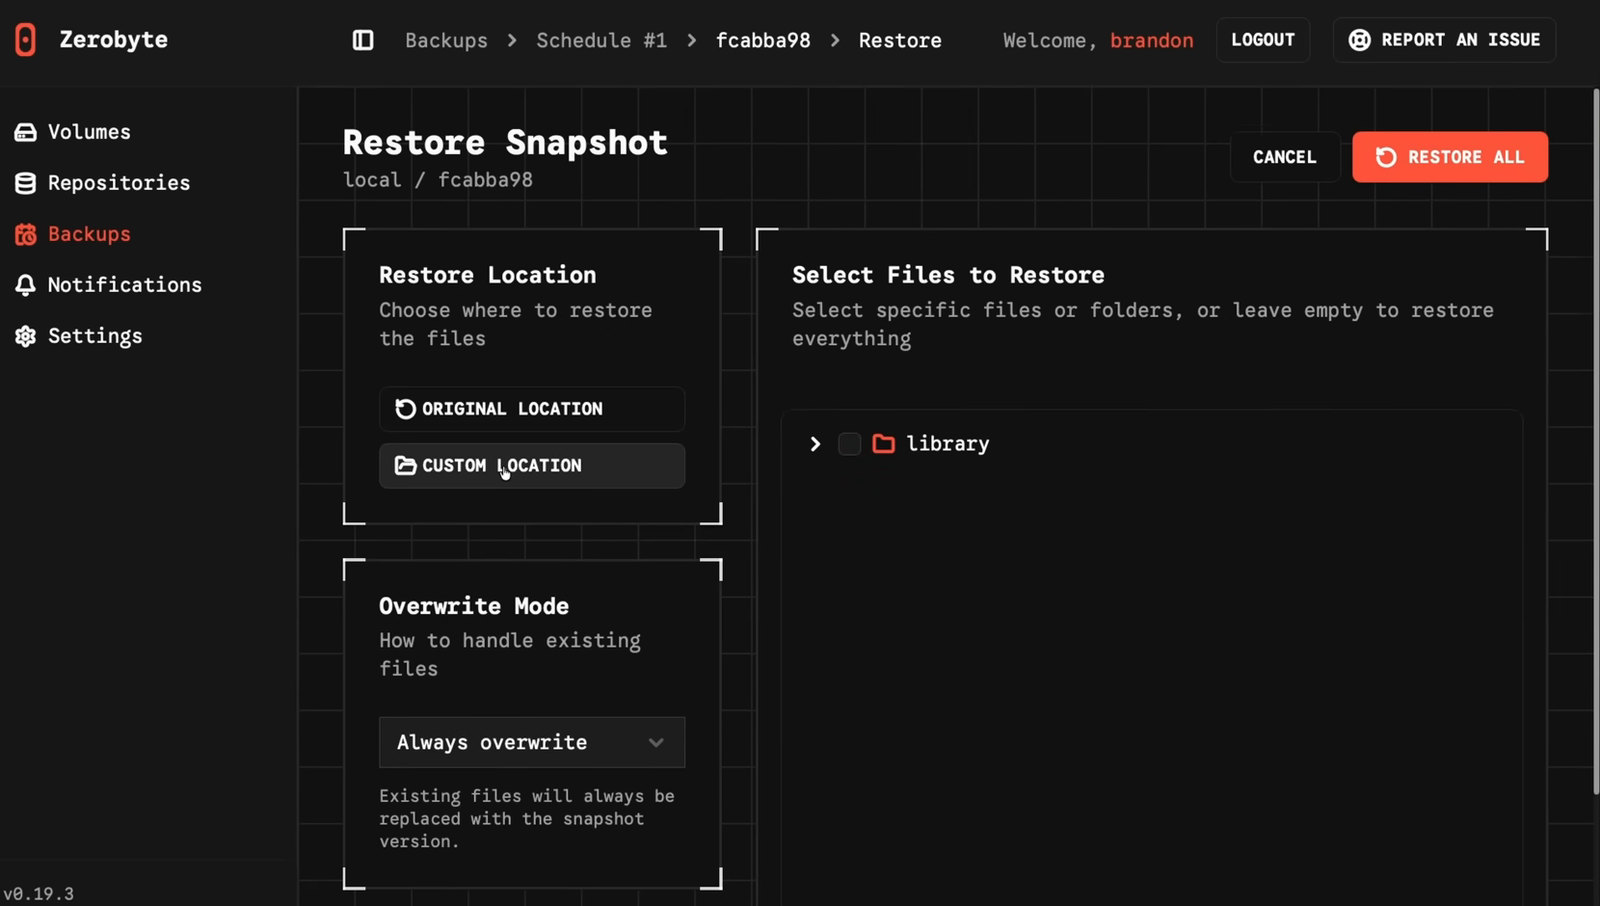 Zerobyte
Backups > Schedule #1 > fcabba98 > Restore
Welcome, brandon
LOGOUT
REPORT AN ISSUE
Volumes
Repositories
Backups
Notifications
Settings
v0.19.3
Restore Snapshot
local / fcabba98
CANCEL
RESTORE ALL
Restore Location
Choose where to restore
the files
ORIGINAL LOCATION
CUSTOM LOCATION
Overwrite Mode
How to handle existing
files
Always overwrite
Existing files will always be
replaced with the snapshot
version.
Select Files to Restore
Select specific files or folders, or leave empty to restore
everything
library